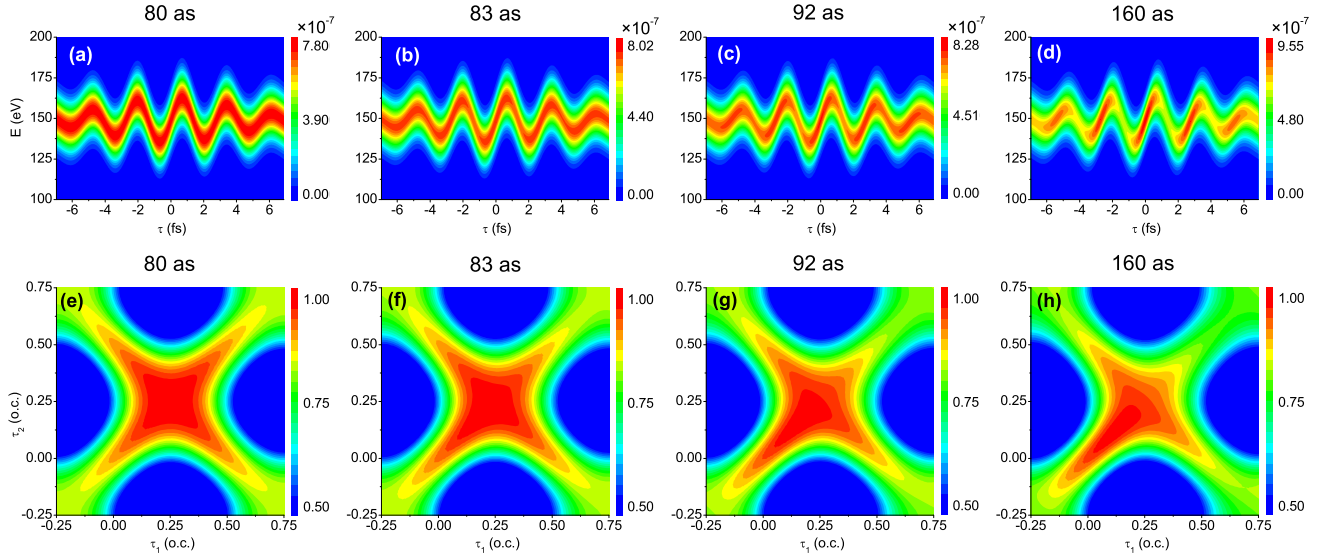 80 as
83 as
92 as
160 as
×10⁻⁷
×10⁻⁷
×10⁻⁷
×10⁻⁷
(a)
(b)
(c)
(d)
200
175
150
125
100
E (eV)
7.80
3.90
0.00
-6 -4 -2 0 2 4 6
τ (fs)
200
175
150
125
100
8.02
4.40
0.00
-6 -4 -2 0 2 4 6
τ (fs)
200
175
150
125
100
8.28
4.51
0.00
-6 -4 -2 0 2 4 6
τ (fs)
200
175
150
125
100
9.55
4.80
0.00
-6 -4 -2 0 2 4 6
τ (fs)
80 as
83 as
92 as
160 as
(e)
(f)
(g)
(h)
0.75
0.50
0.25
0.00
-0.25
τ₂ (o.c.)
1.00
0.75
0.50
-0.25 0.00 0.25 0.50 0.75
τ₁ (o.c.)
0.75
0.50
0.25
0.00
-0.25
1.00
0.75
0.50
-0.25 0.00 0.25 0.50 0.75
τ₁ (o.c.)
0.75
0.50
0.25
0.00
-0.25
1.00
0.75
0.50
-0.25 0.00 0.25 0.50 0.75
τ₁ (o.c.)
0.75
0.50
0.25
0.00
-0.25
1.00
0.75
0.50
-0.25 0.00 0.25 0.50 0.75
τ₁ (o.c.)